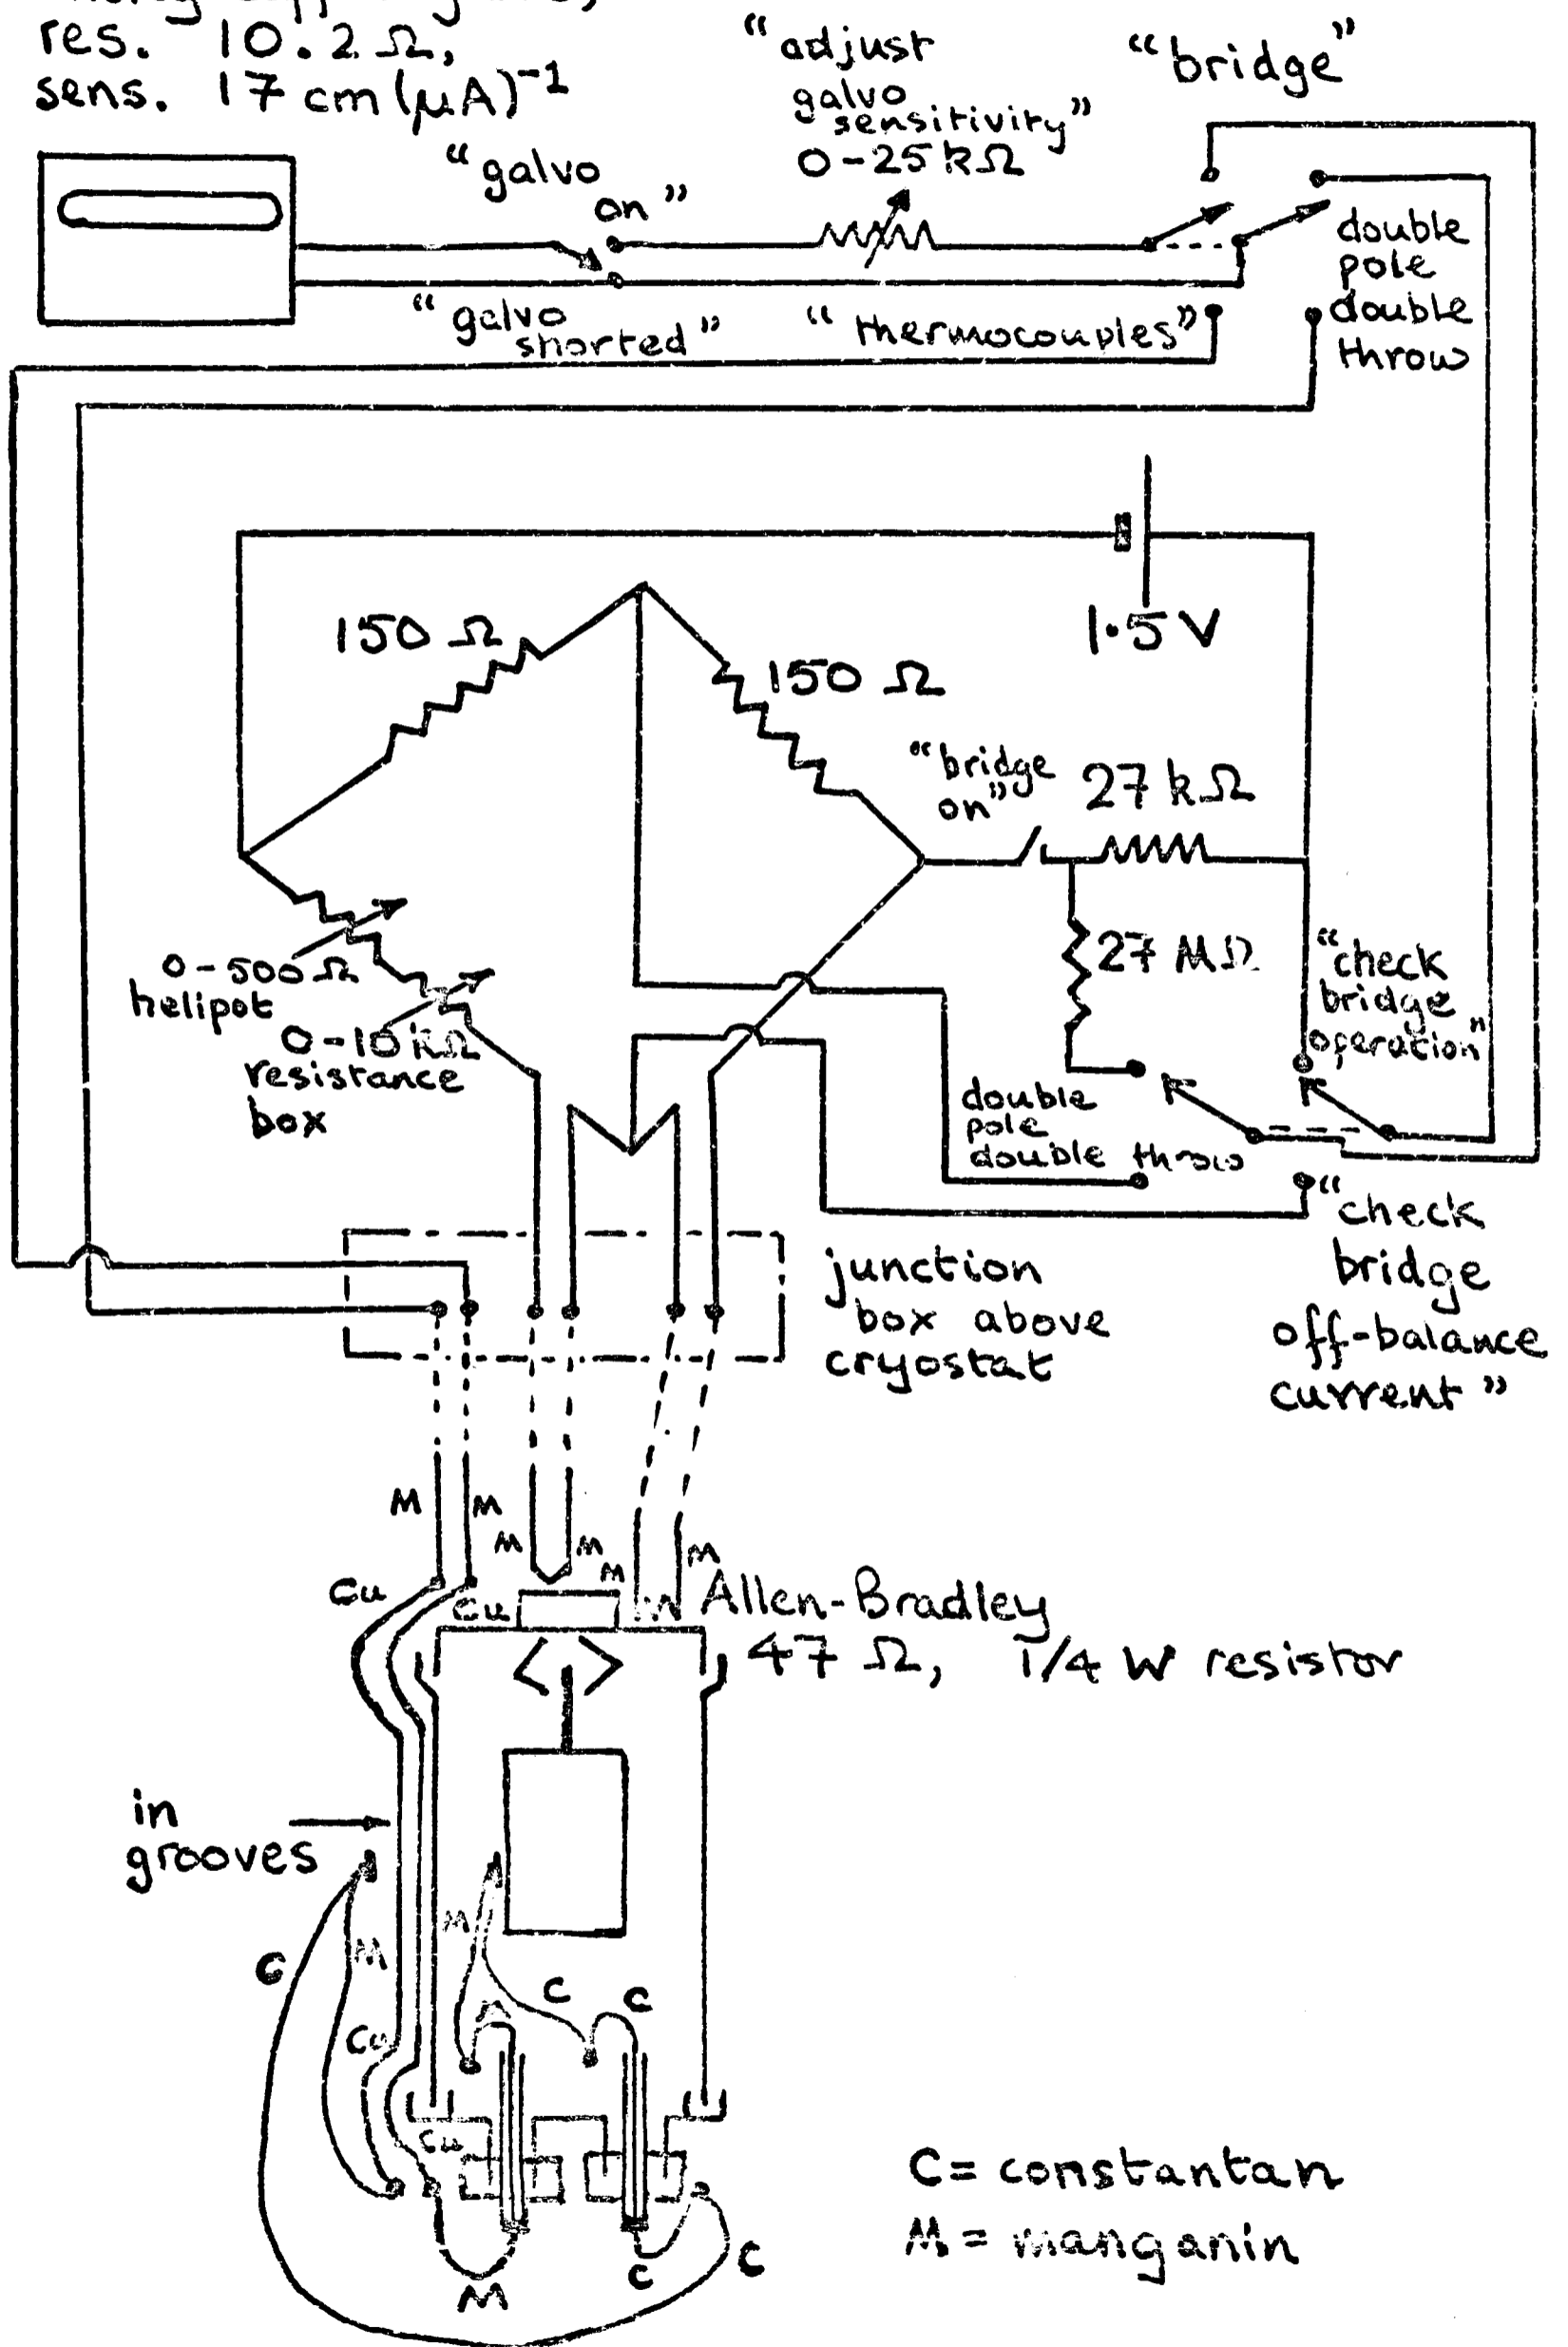 res. 10.2 Ω,
sens. 17 cm (μA)⁻¹
“adjust
galvo
sensitivity”
0-25 kΩ
“bridge”
“galvo
on”
“galvo
shorted”
“thermocouples”
double
pole
double
throw
1.5 V
150 Ω
150 Ω
“bridge
on”
27 kΩ
27 MΩ
“check
bridge
operation”
0-500 Ω
helipot
0-10 kΩ
resistance
box
double
pole
double throw
“check
bridge
off-balance
current”
junction
box above
cryostat
M M
M M
M M
Cu
Cu
Allen-Bradley
47 Ω, 1/4 W resistor
in
grooves
C
M
M
C C
Cu
Cu
M
C
C
C = constantan
M = manganin